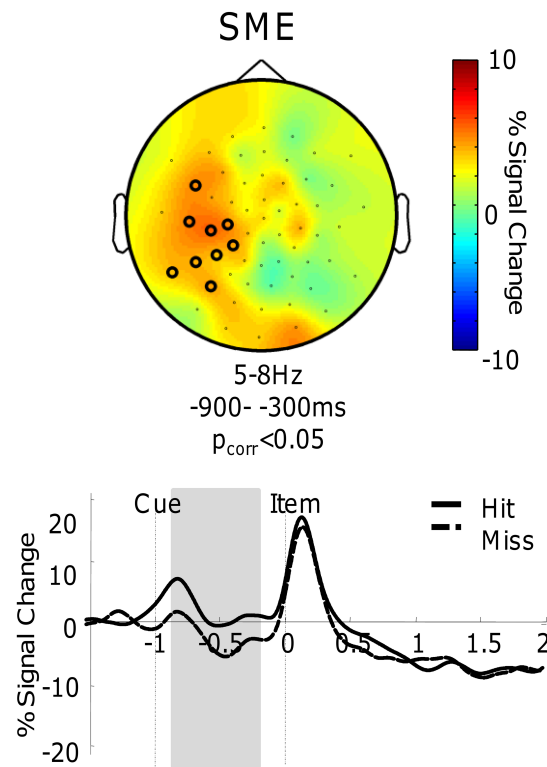 SME
10
0
-10
% Signal Change
5-8Hz
-900- -300ms
pcorr<0.05
Cue
Item
Hit
Miss
% Signal Change
20
10
0
-10
-20
-1
-0.5
0
0.5
1
1.5
2